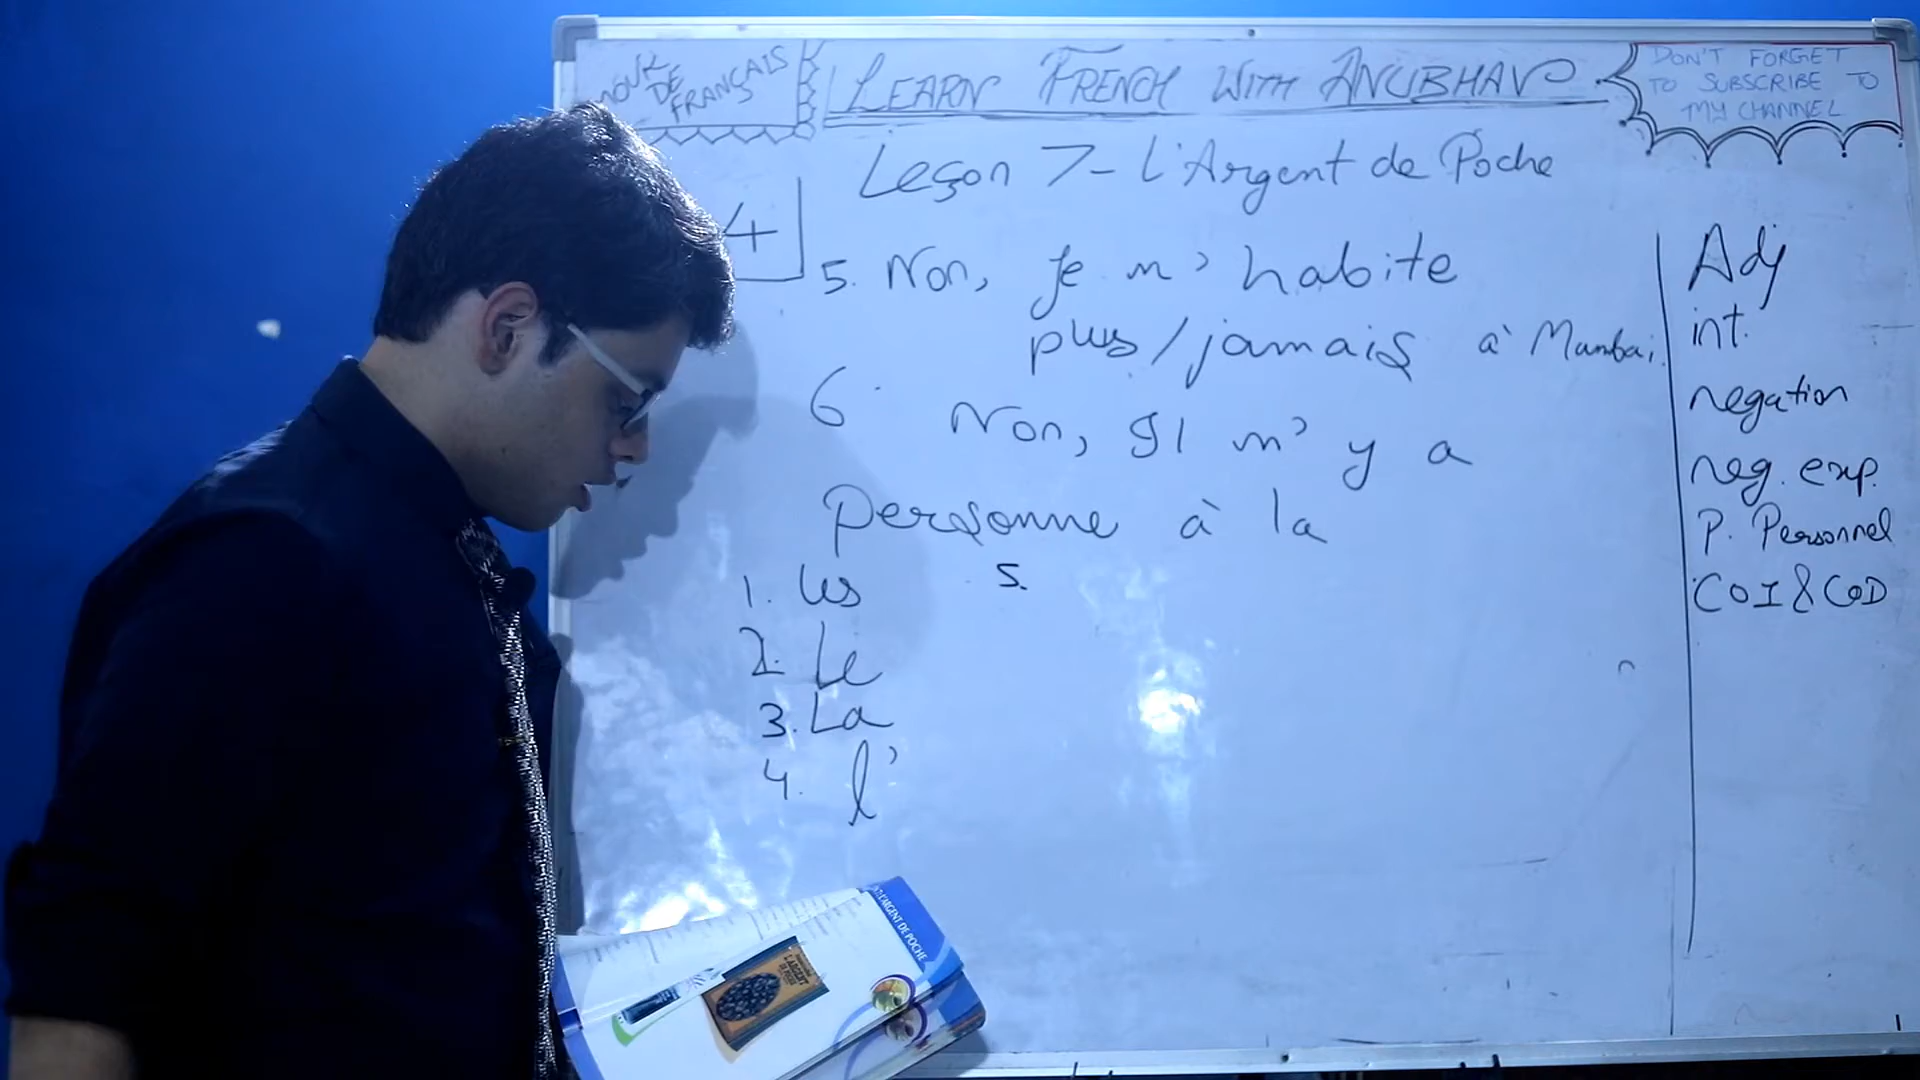 DE
FRANÇAIS
LEARN FRENCH WITH ANUBHAV
DON'T FORGET
TO SUBSCRIBE TO
MY CHANNEL
Leçon 7- L'Argent de Poche
4
5. Non, Je n' habite
plus/jamais à Mumbai.
6. Non, Il n' y a
personne à la
1. Les
2. Le
3. La
4. l'
5.
Adj
int.
negation
neg. exp.
P. Personnel
COI & COD
L'ARGENT DE POCHE
L'ARGENT